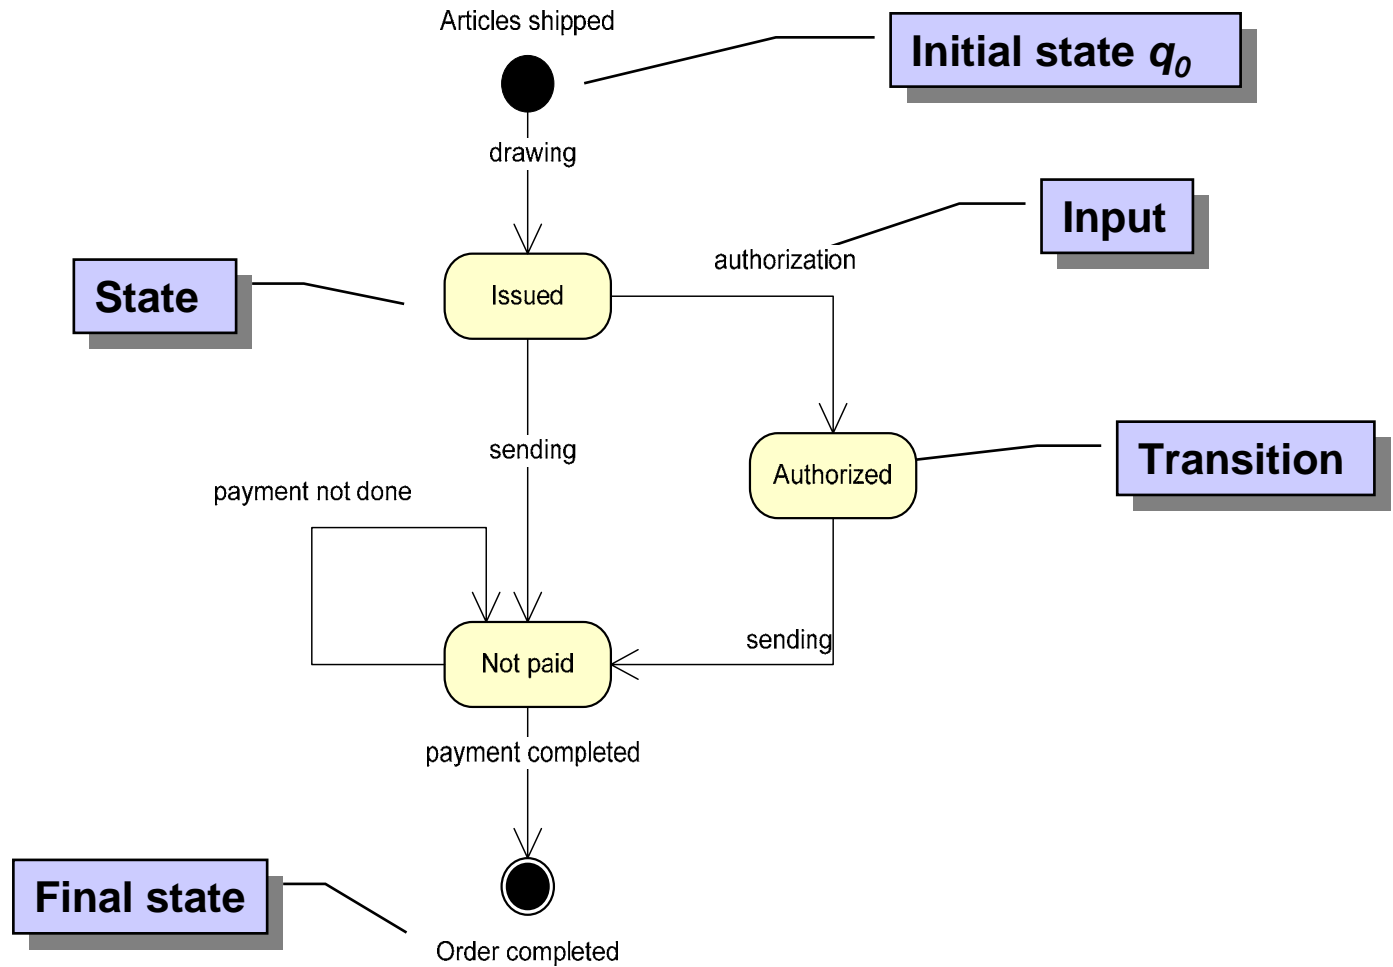 Articles shipped
Initial state q0
drawing
Input
authorization
State
Issued
sending
Transition
Authorized
payment not done
sending
Not paid
payment completed
Final state
Order completed